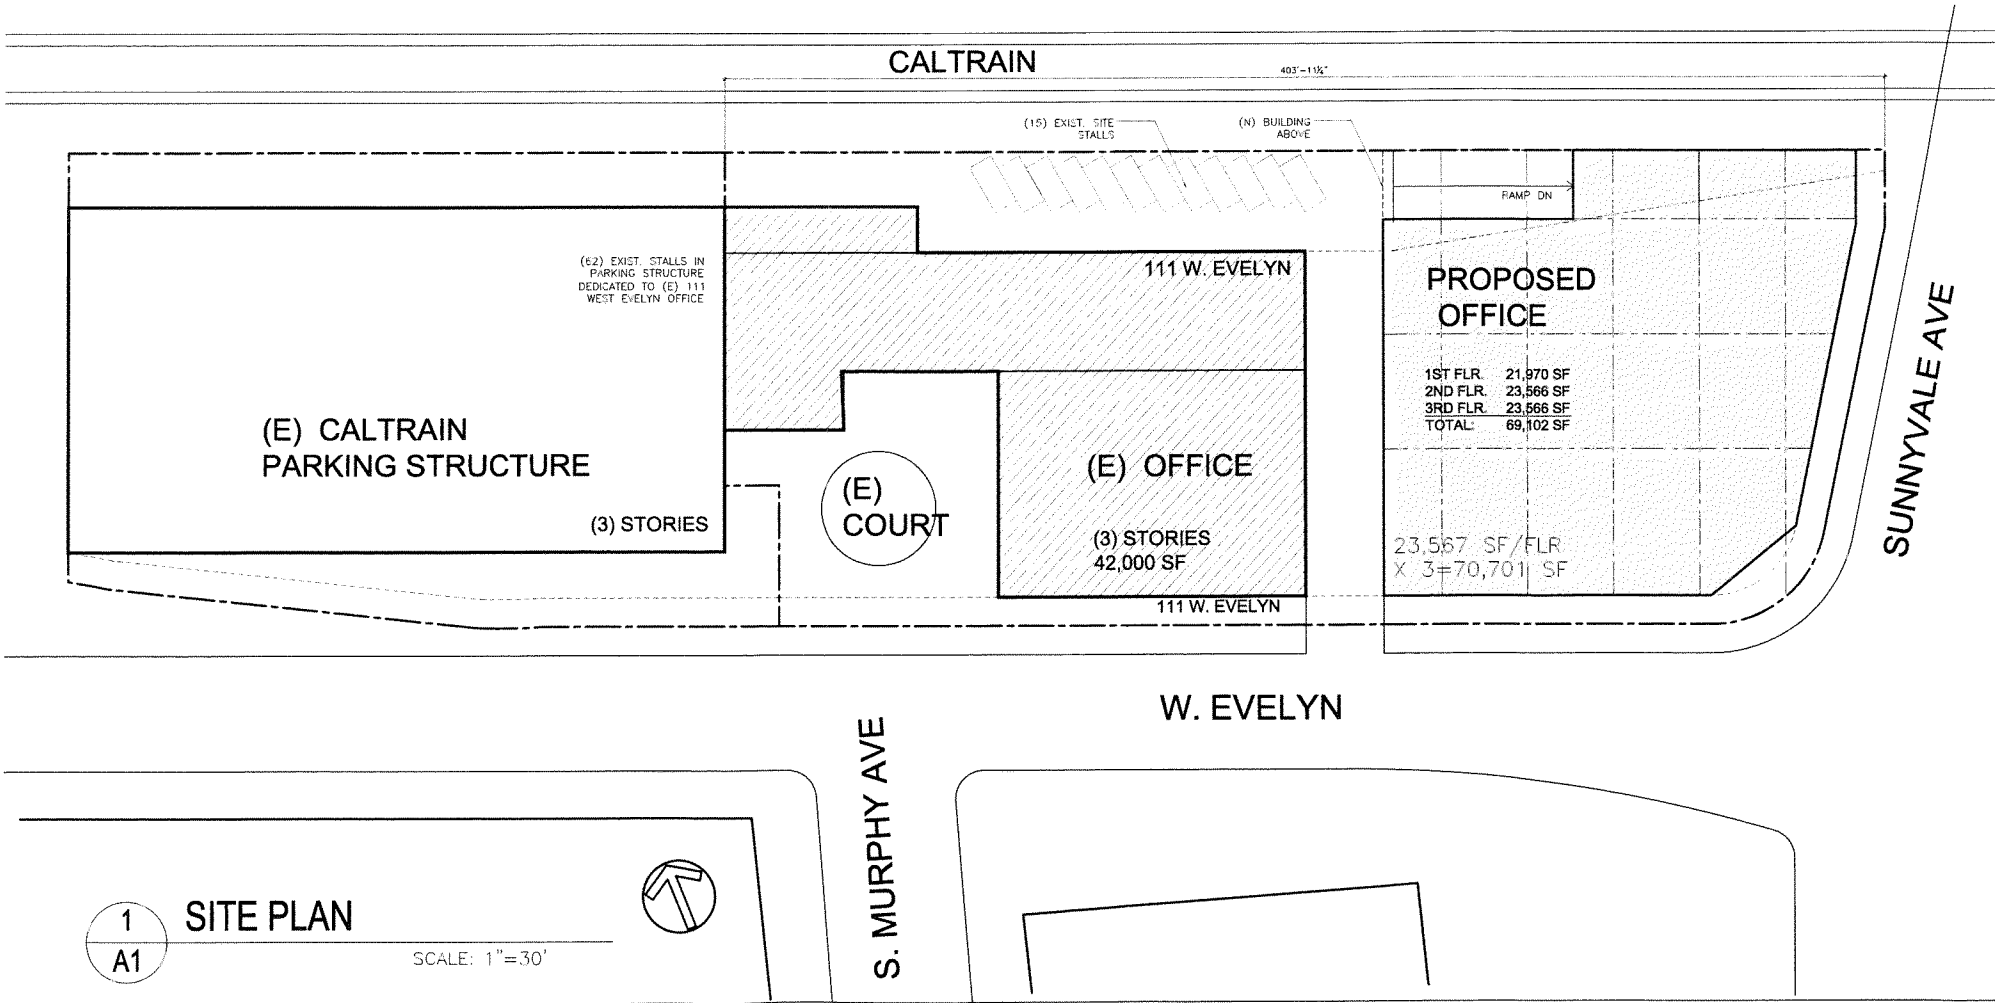 CALTRAIN
403'-11¼"
(15) EXIST. SITE
STALLS
(N) BUILDING
ABOVE
RAMP DN
(62) EXIST. STALLS IN
PARKING STRUCTURE
DEDICATED TO (E) 111
WEST EVELYN OFFICE
111 W. EVELYN
PROPOSED
OFFICE
1ST FLR. 21,970 SF
2ND FLR. 23,566 SF
3RD FLR. 23,566 SF
TOTAL: 69,102 SF
(E) CALTRAIN
PARKING STRUCTURE
(3) STORIES
(E)
COURT
(E) OFFICE
(3) STORIES
42,000 SF
23,567 SF/FLR
X 3=70,701 SF
111 W. EVELYN
SUNNYVALE AVE
W. EVELYN
S. MURPHY AVE
1
A1
SITE PLAN
SCALE: 1"=30'